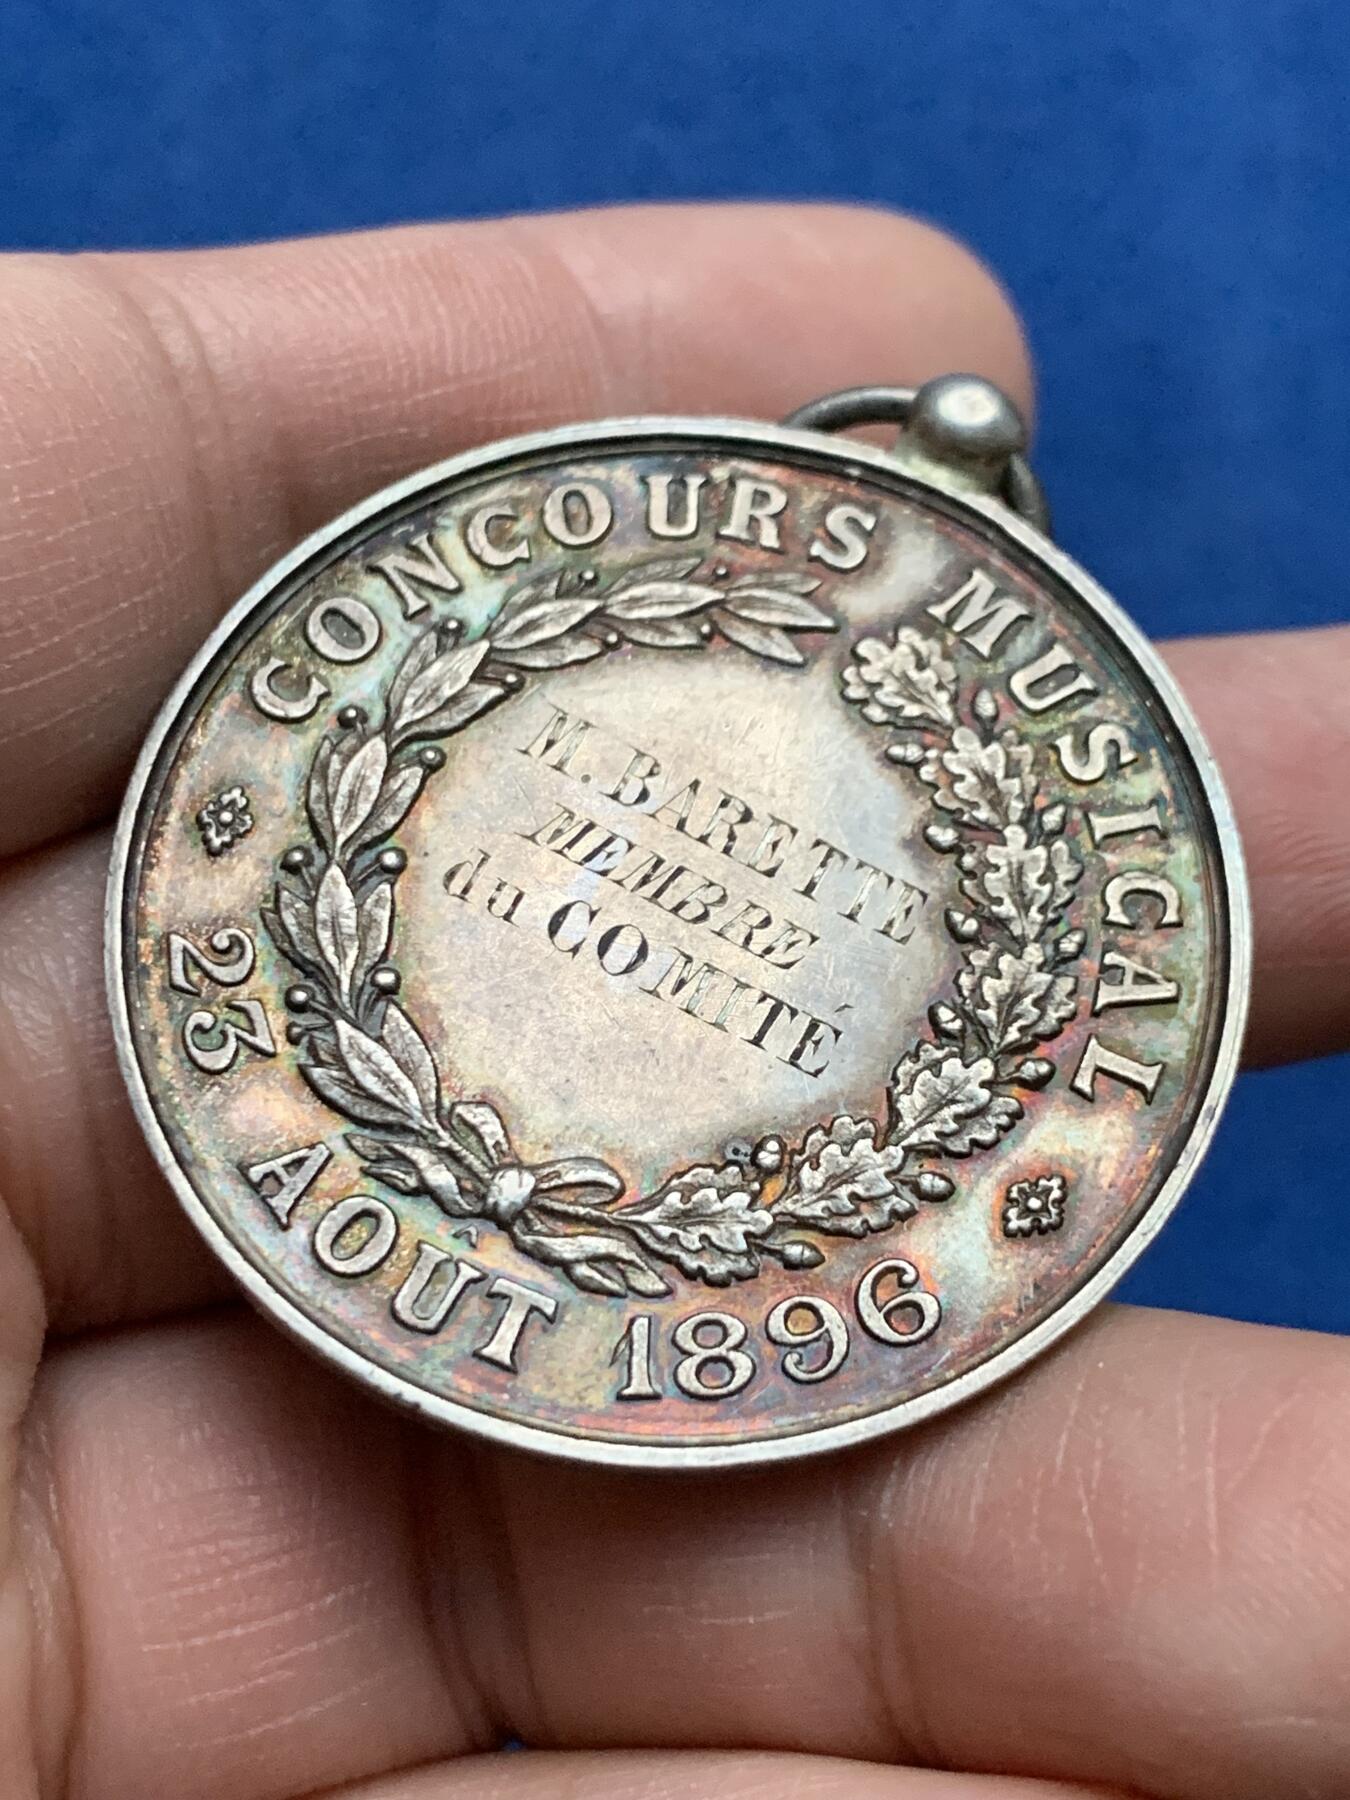 CONCOURS MUSICAL
M. BARETTE
MEMBRE
du COMITÉ
23 AOÛT 1896